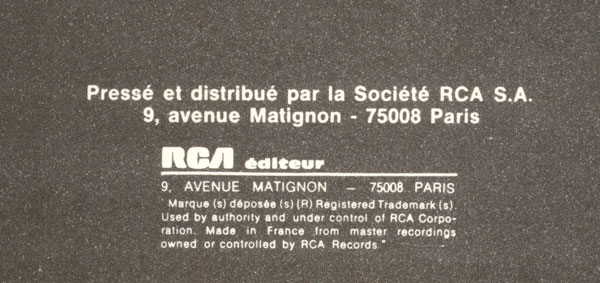 Pressé et distribué par la Société RCA S.A.
9, avenue Matignon - 75008 Paris
RCA éditeur
9, AVENUE MATIGNON – 75008 PARIS
"Marque (s) déposée (s) (R) Registered Trademark (s).
Used by authority and under control of RCA Corpo-
ration. Made in France from master recordings
owned or controlled by RCA Records."